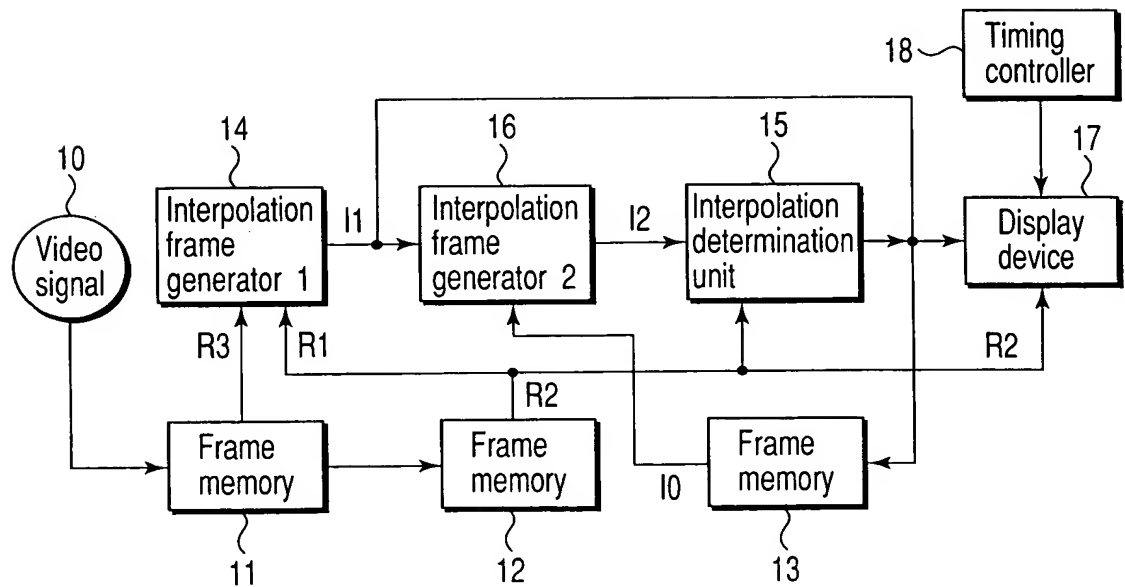 18
Timing
controller
10
14
16
15
17
Video
signal
Interpolation
frame
generator 1
I1
Interpolation
frame
generator 2
I2
Interpolation
determination
unit
Display
device
R3
R1
R2
R2
Frame
memory
Frame
memory
I0
Frame
memory
11
12
13